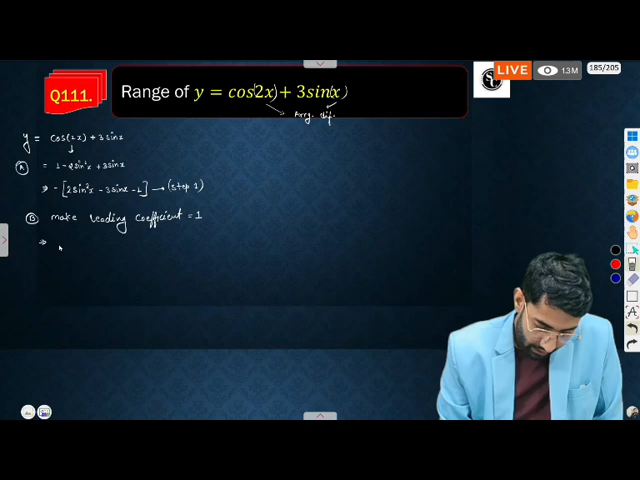 LIVE
1.3M
185/205
Q111.
Range of y = cos(2x) + 3sin(x)
Arg. dif.
y = cos(2x) + 3 sinx
A = 1 - 2sin²x + 3sinx
⇒ - [2sin²x - 3sinx - 1] → (step 1)
B make leading coefficient = 1
⇒